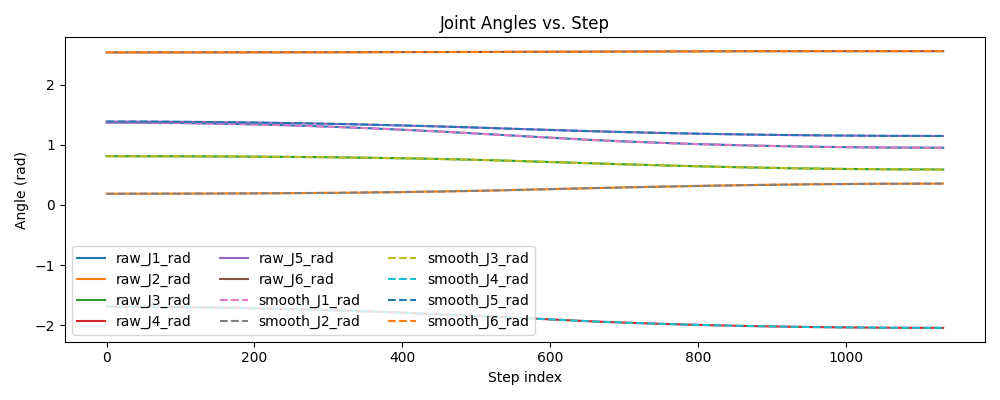 Joint Angles vs. Step
Angle (rad)
2
1
0
−1
−2
raw_J1_rad
raw_J2_rad
raw_J3_rad
raw_J4_rad
raw_J5_rad
raw_J6_rad
smooth_J1_rad
smooth_J2_rad
smooth_J3_rad
smooth_J4_rad
smooth_J5_rad
smooth_J6_rad
0 200 400 600 800 1000
Step index